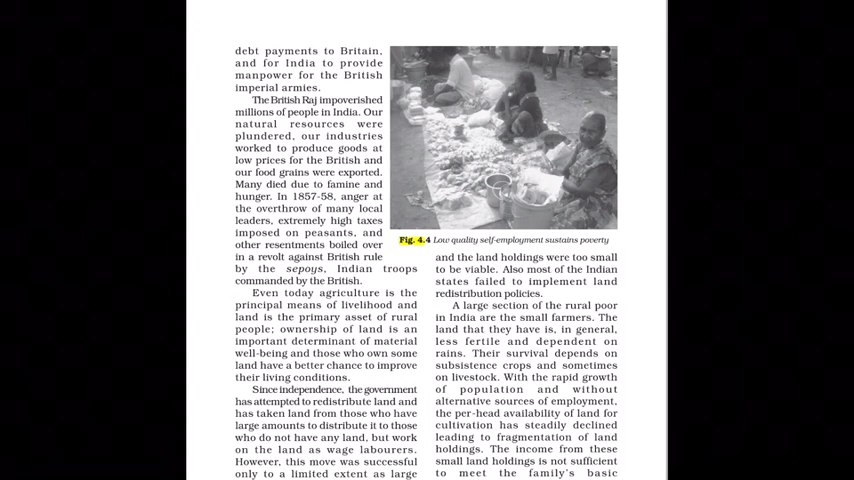 debt payments to Britain,
and for India to provide
manpower for the British
imperial armies.
The British Raj impoverished
millions of people in India. Our
natural resources were
plundered, our industries
worked to produce goods at
low prices for the British and
our food grains were exported.
Many died due to famine and
hunger. In 1857-58, anger at
the overthrow of many local
leaders, extremely high taxes
imposed on peasants, and
other resentments boiled over
in a revolt against British rule
by the sepoys, Indian troops
commanded by the British.
Even today agriculture is the
principal means of livelihood and
land is the primary asset of rural
people; ownership of land is an
important determinant of material
well-being and those who own some
land have a better chance to improve
their living conditions.
Since independence, the government
has attempted to redistribute land and
has taken land from those who have
large amounts to distribute it to those
who do not have any land, but work
on the land as wage labourers.
However, this move was successful
only to a limited extent as large
Fig. 4.4 Low quality self-employment sustains poverty
and the land holdings were too small
to be viable. Also most of the Indian
states failed to implement land
redistribution policies.
A large section of the rural poor
in India are the small farmers. The
land that they have is, in general,
less fertile and dependent on
rains. Their survival depends on
subsistence crops and sometimes
on livestock. With the rapid growth
of population and without
alternative sources of employment,
the per-head availability of land for
cultivation has steadily declined
leading to fragmentation of land
holdings. The income from these
small land holdings is not sufficient
to meet the family's basic